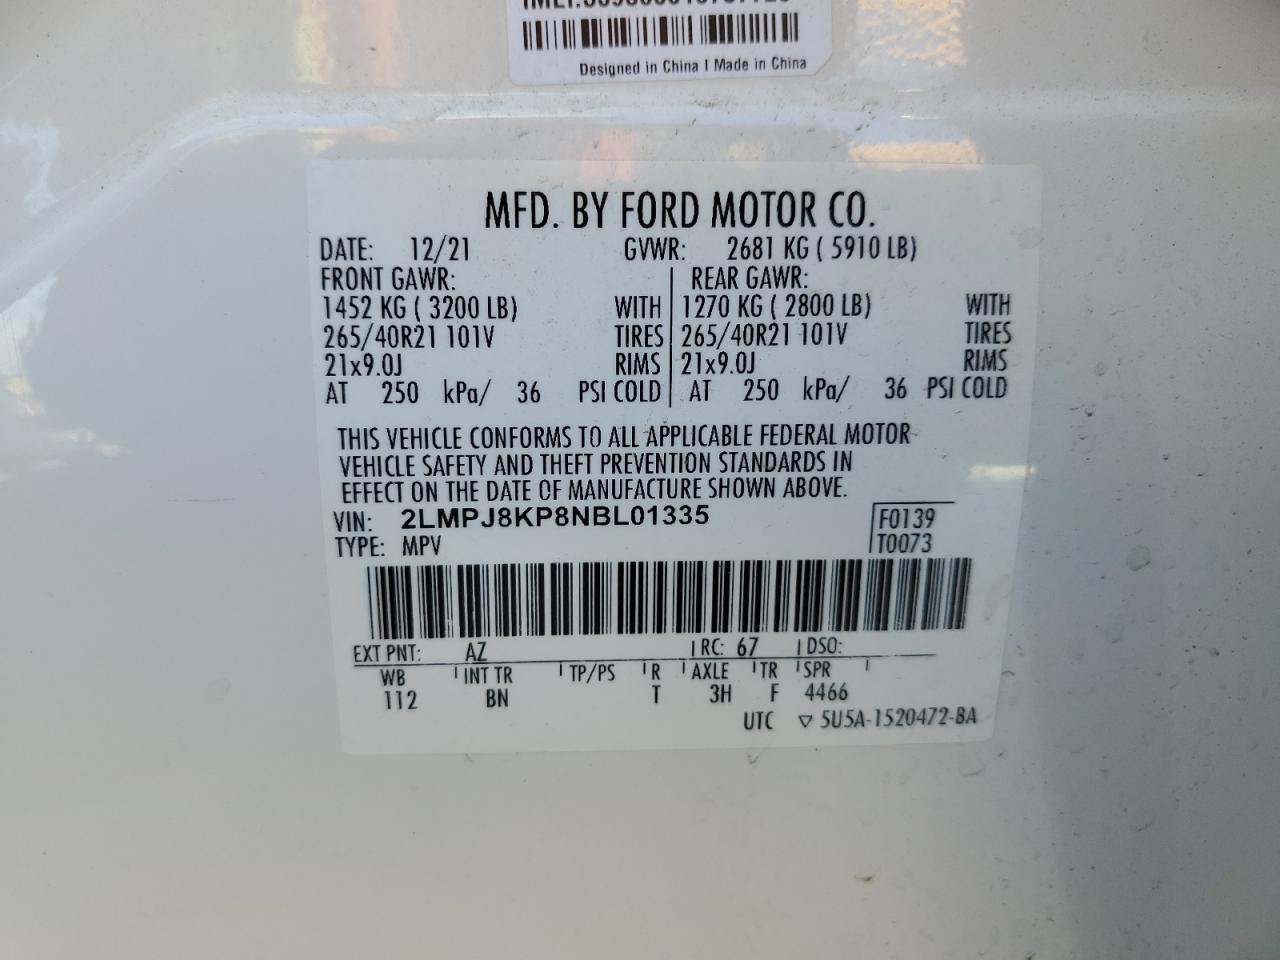 Designed in China | Made in China
MFD. BY FORD MOTOR CO.
DATE: 12/21 GVWR: 2681 KG ( 5910 LB)
FRONT GAWR: REAR GAWR:
1452 KG ( 3200 LB) WITH 1270 KG ( 2800 LB) WITH
265/40R21 101V TIRES 265/40R21 101V TIRES
21x9.0J RIMS 21x9.0J RIMS
AT 250 kPa/ 36 PSI COLD AT 250 kPa/ 36 PSI COLD
THIS VEHICLE CONFORMS TO ALL APPLICABLE FEDERAL MOTOR
VEHICLE SAFETY AND THEFT PREVENTION STANDARDS IN
EFFECT ON THE DATE OF MANUFACTURE SHOWN ABOVE.
VIN: 2LMPJ8KP8NBL01335 F0139
TYPE: MPV T0073
EXT PNT: AZ RC: 67 DSO:
WB INT TR TP/PS R AXLE TR SPR
112 BN T 3H F 4466
UTC ▽ 5U5A-1520472-BA